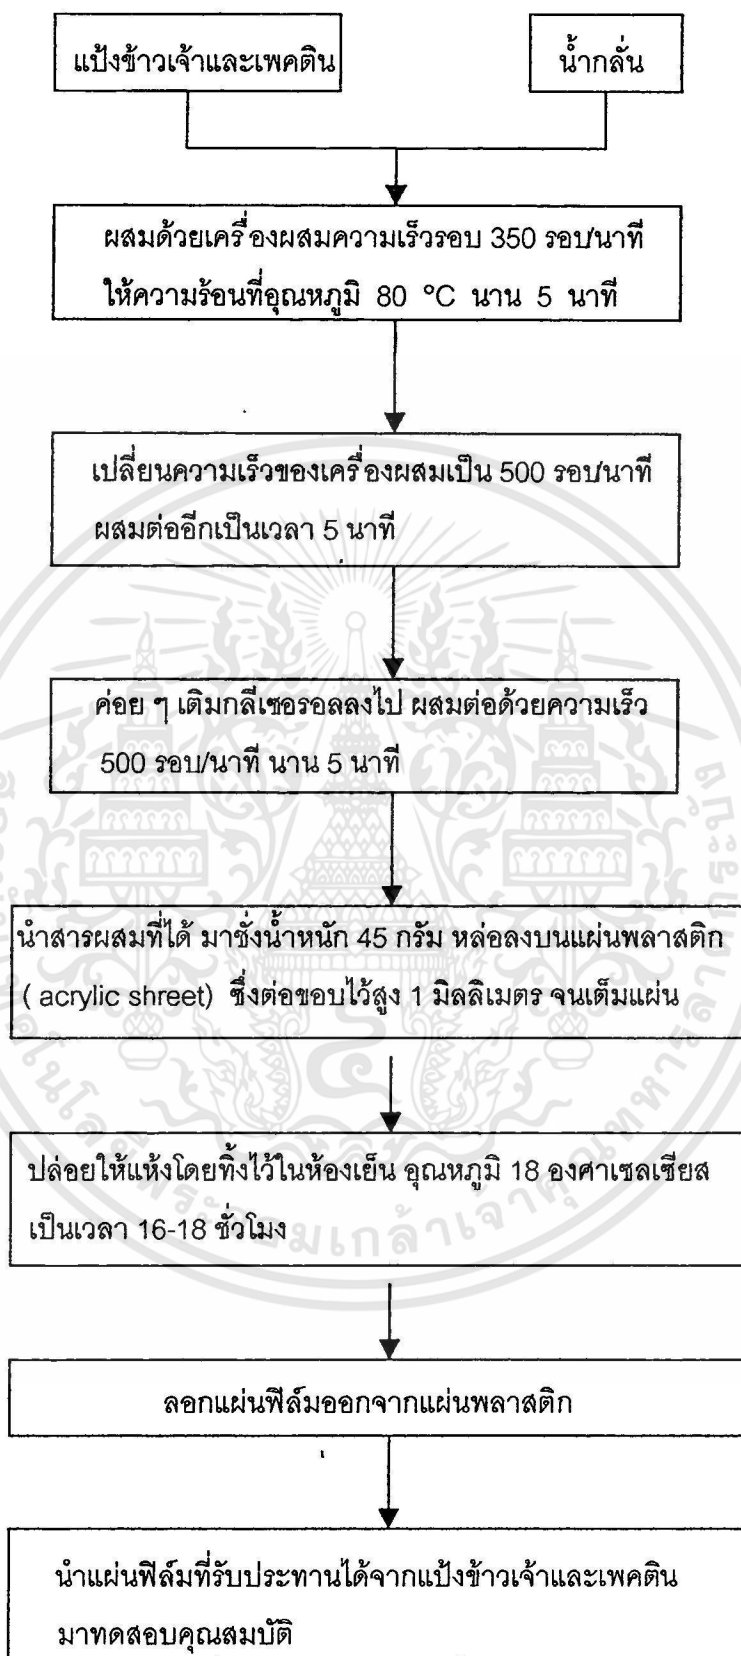 แป้งข้าวเจ้าและเพคติน
น้ำกลั่น
ผสมด้วยเครื่องผสมความเร็วรอบ 350 รอบ/นาที
ให้ความร้อนที่อุณหภูมิ 80 °C นาน 5 นาที
เปลี่ยนความเร็วของเครื่องผสมเป็น 500 รอบ/นาที
ผสมต่ออีกเป็นเวลา 5 นาที
ค่อย ๆ เติมกลีเซอรอลลงไป ผสมต่อด้วยความเร็ว
500 รอบ/นาที นาน 5 นาที
นำสารผสมที่ได้ มาชั่งน้ำหนัก 45 กรัม หล่อลงบนแผ่นพลาสติก
( acrylic shreet) ซึ่งต่อขอบไว้สูง 1 มิลลิเมตร จนเต็มแผ่น
ปล่อยให้แห้งโดยทิ้งไว้ในห้องเย็น อุณหภูมิ 18 องศาเซลเซียส
เป็นเวลา 16-18 ชั่วโมง
ลอกแผ่นฟิล์มออกจากแผ่นพลาสติก
นำแผ่นฟิล์มที่รับประทานได้จากแป้งข้าวเจ้าและเพคติน
มาทดสอบคุณสมบัติ